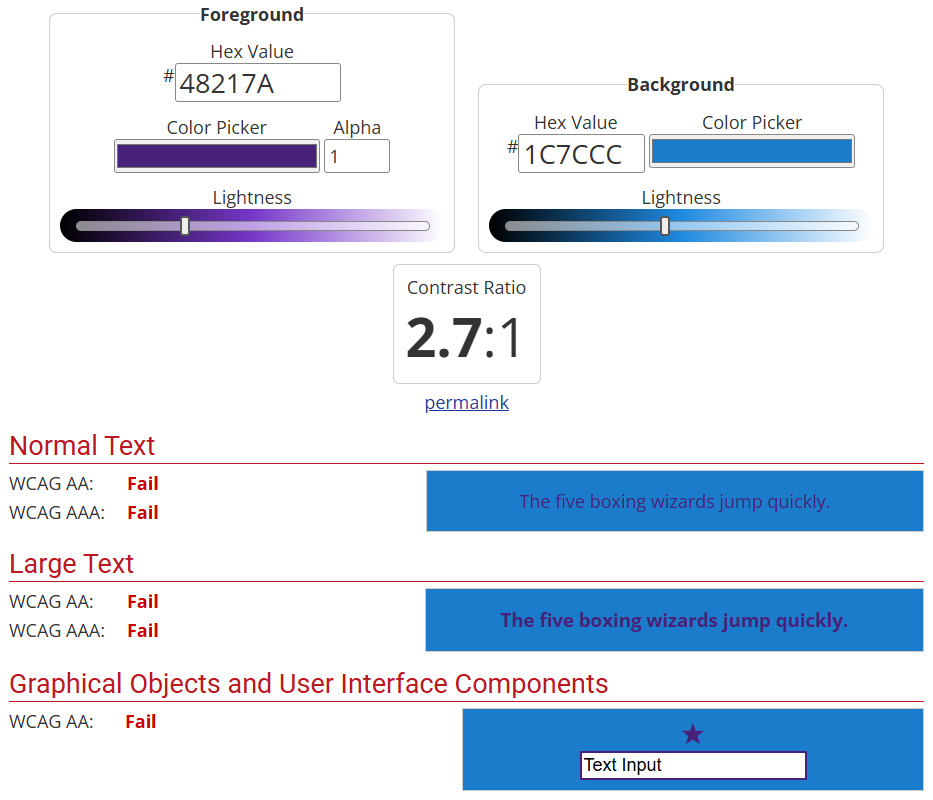 Foreground
Hex Value
# 48217A
Color Picker Alpha
1
Lightness
Background
Hex Value Color Picker
# 1C7CCC
Lightness
Contrast Ratio
2.7:1
permalink
Normal Text
WCAG AA: Fail
WCAG AAA: Fail
The five boxing wizards jump quickly.
Large Text
WCAG AA: Fail
WCAG AAA: Fail
The five boxing wizards jump quickly.
Graphical Objects and User Interface Components
WCAG AA: Fail
Text Input